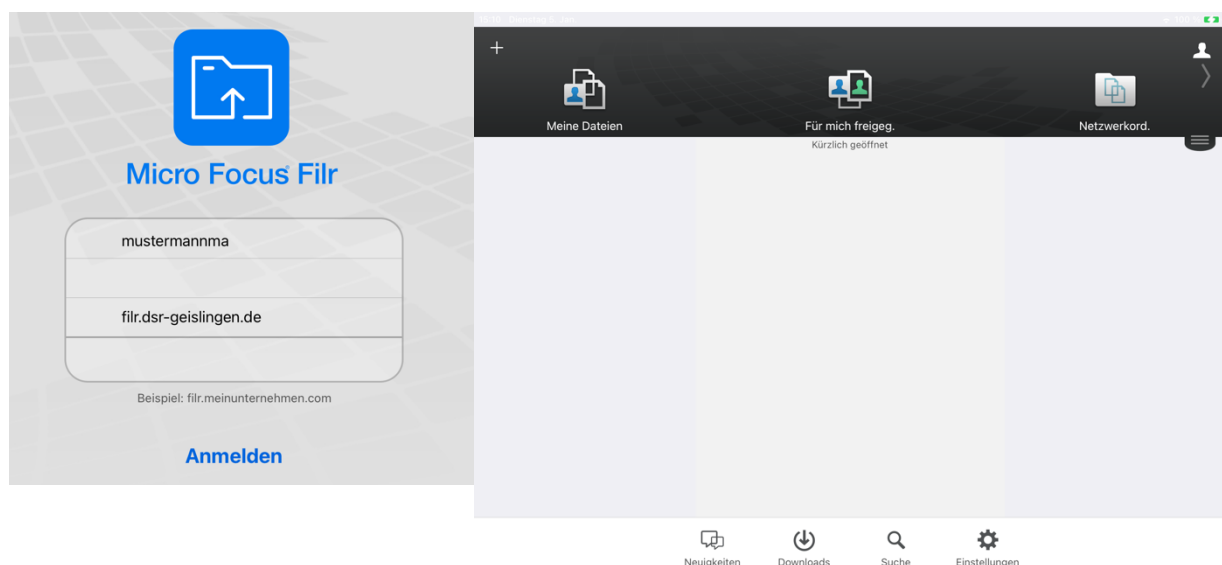 Micro Focus Filr
mustermannma
filr.dsr-geislingen.de
Beispiel: filr.meinunternehmen.com
Anmelden
+
Meine Dateien
Für mich freigeg.
Netzwerkord.
Kürzlich geöffnet
Neuigkeiten
Downloads
Suche
Einstellungen